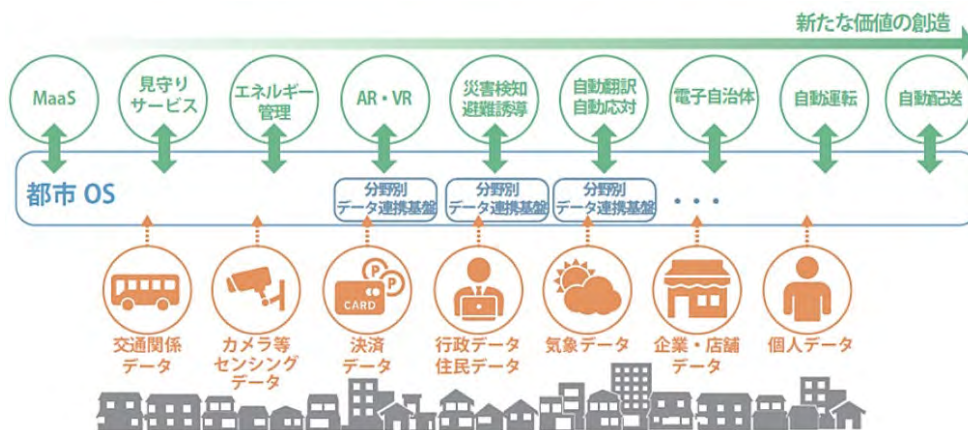 新たな価値の創造
MaaS
見守り
サービス
エネルギー
管理
AR・VR
災害検知
避難誘導
自動翻訳
自動応対
電子自治体
自動運転
自動配送
都市 OS
分野別
データ連携基盤
分野別
データ連携基盤
分野別
データ連携基盤
・・・
P
P
CARD
交通関係
データ
カメラ等
センシング
データ
決済
データ
行政データ
住民データ
気象データ
企業・店舗
データ
個人データ